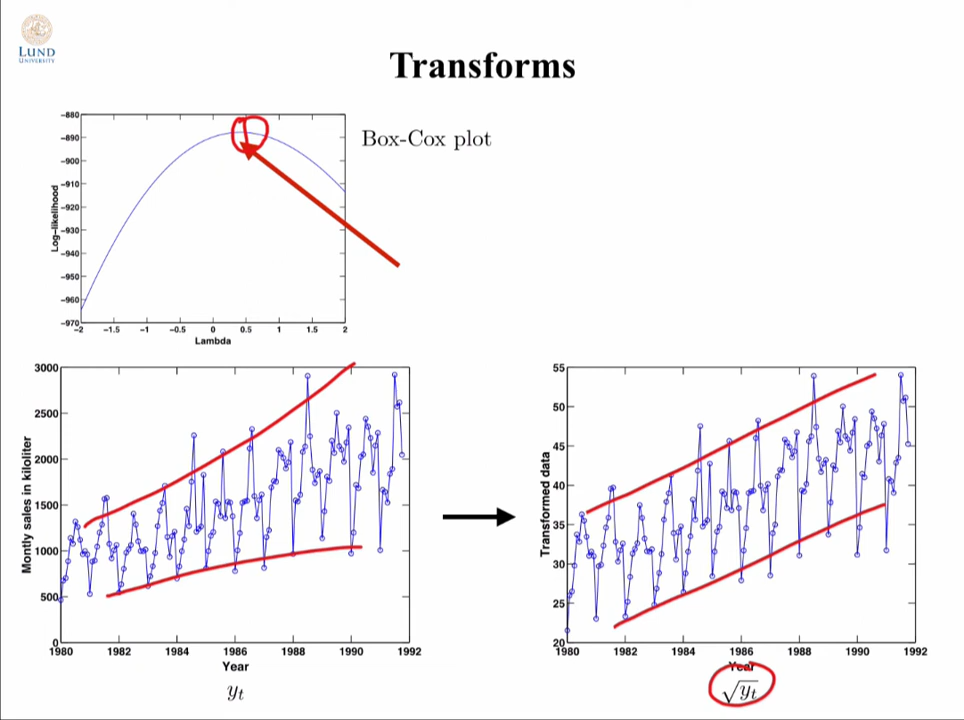 LUND
UNIVERSITY
Transforms
Box-Cox plot
-880
-890
-900
-910
-920
-930
-940
-950
-960
-970
Log-likelihood
-2 -1.5 -1 -0.5 0 0.5 1 1.5 2
Lambda
3000
2500
2000
1500
1000
500
0
Montly sales in kiloliter
1980 1982 1984 1986 1988 1990 1992
Year
yt
55
50
45
40
35
30
25
20
Transformed data
1980 1982 1984 1986 1988 1990 1992
Year
√yt